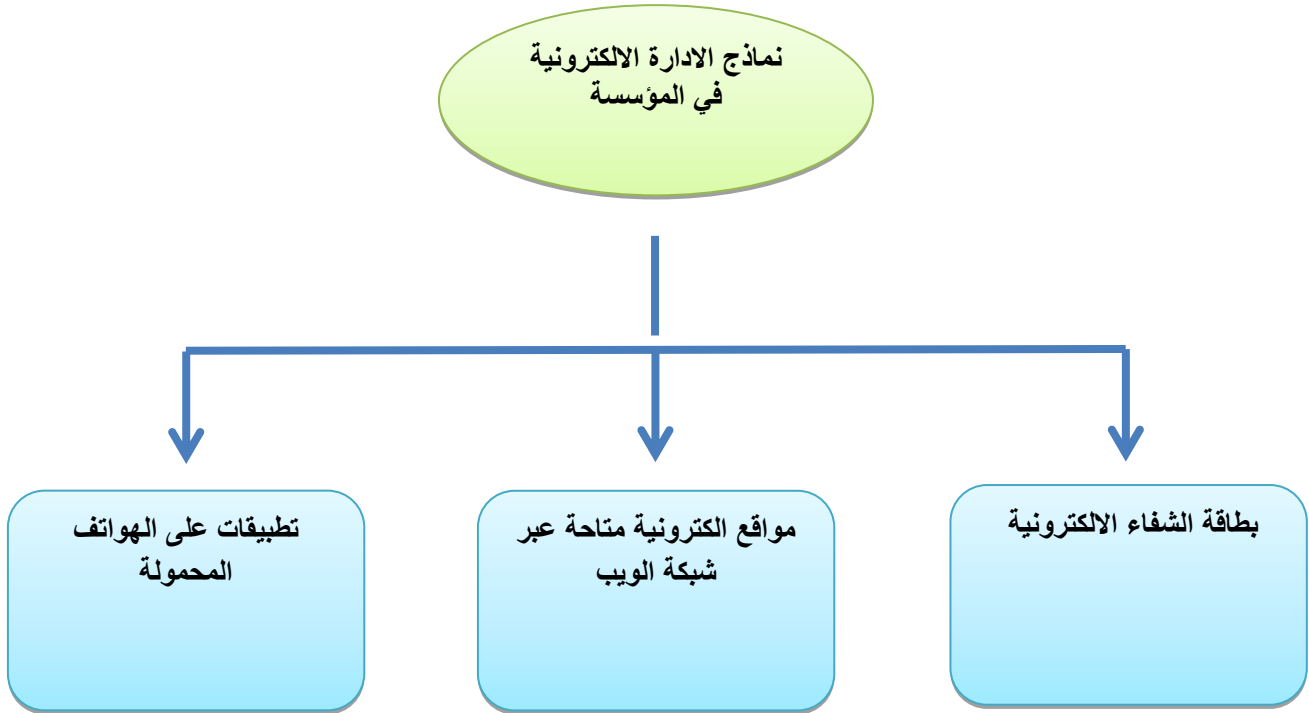 نماذج الادارة الالكترونية
في المؤسسة
بطاقة الشفاء الالكترونية
مواقع الكترونية متاحة عبر
شبكة الويب
تطبيقات على الهواتف
المحمولة